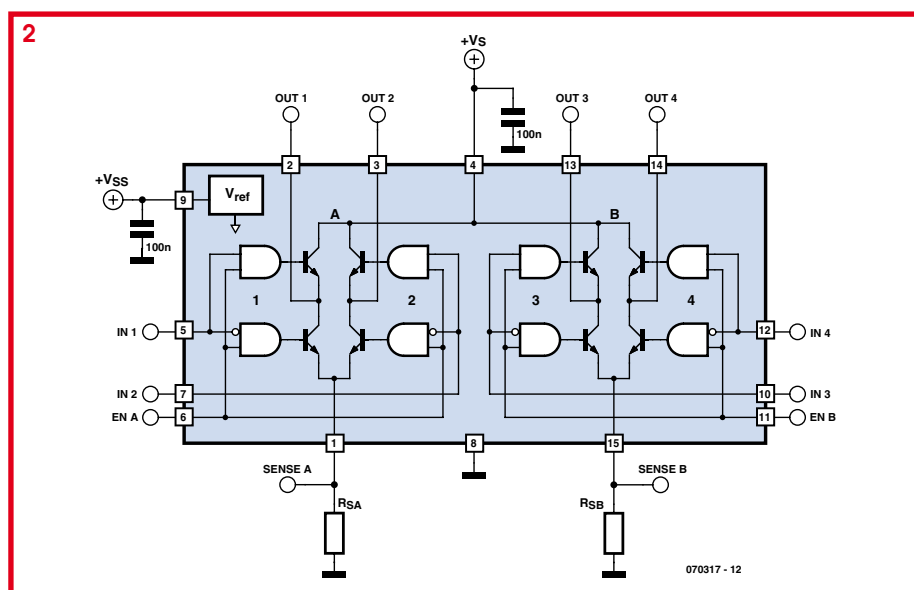 2
+VS
OUT 1
OUT 2
OUT 3
OUT 4
100n
2
3
4
13
14
+VSS
9
Vref
A
B
100n
1
2
3
4
IN 1
5
12
IN 4
IN 2
7
10
IN 3
EN A
6
11
EN B
1
8
15
SENSE A
SENSE B
RSA
RSB
070317 - 12